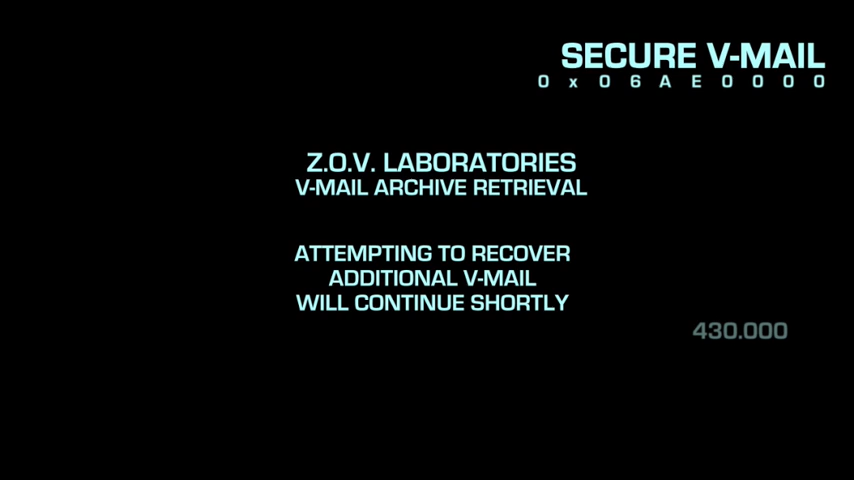 SECURE V-MAIL
0x06AE0000
Z.O.V. LABORATORIES
V-MAIL ARCHIVE RETRIEVAL
ATTEMPTING TO RECOVER
ADDITIONAL V-MAIL
WILL CONTINUE SHORTLY
430.000